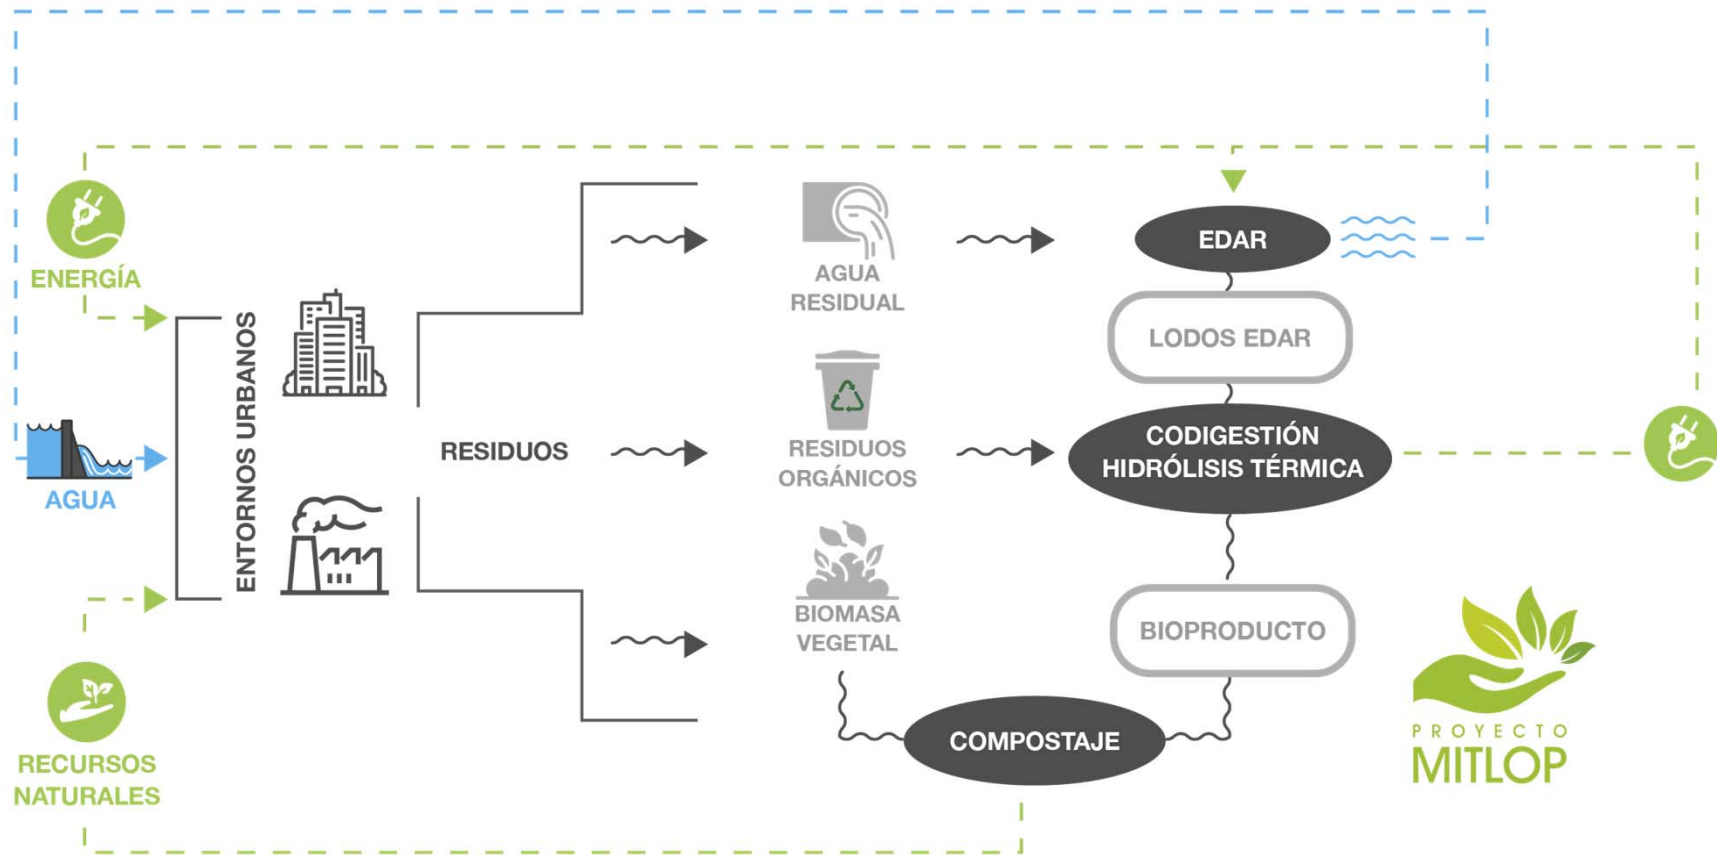 ENERGÍA
AGUA
RECURSOS
NATURALES
ENTORNOS URBANOS
RESIDUOS
AGUA
RESIDUAL
RESIDUOS
ORGÁNICOS
BIOMASA
VEGETAL
EDAR
LODOS EDAR
CODIGESTIÓN
HIDRÓLISIS TÉRMICA
BIOPRODUCTO
COMPOSTAJE
PROYECTO
MITLOP